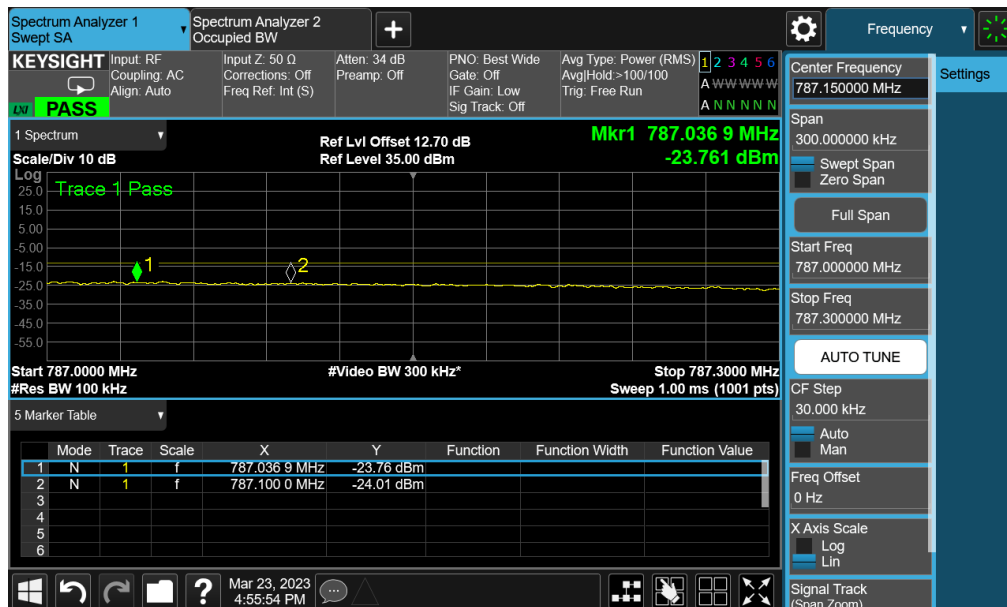 Spectrum Analyzer 1
Swept SA
Spectrum Analyzer 2
Occupied BW
Frequency
KEYSIGHT
LXI
PASS
Input: RF
Coupling: AC
Align: Auto
Input Z: 50 Ω
Corrections: Off
Freq Ref: Int (S)
Atten: 34 dB
Preamp: Off
PNO: Best Wide
Gate: Off
IF Gain: Low
Sig Track: Off
Avg Type: Power (RMS)
Avg|Hold:>100/100
Trig: Free Run
1 2 3 4 5 6
A W W W W W
A N N N N N
1 Spectrum
Scale/Div 10 dB
Ref Lvl Offset 12.70 dB
Ref Level 35.00 dBm
Mkr1 787.036 9 MHz
-23.761 dBm
Log
Trace 1 Pass
25.0
15.0
5.00
-5.00
-15.0
-25.0
-35.0
-45.0
-55.0
1
2
Start 787.0000 MHz
#Video BW 300 kHz*
Stop 787.3000 MHz
#Res BW 100 kHz
Sweep 1.00 ms (1001 pts)
5 Marker Table
Mode Trace Scale X Y Function Function Width Function Value
1 N 1 f 787.036 9 MHz -23.76 dBm
2 N 1 f 787.100 0 MHz -24.01 dBm
3
4
5
6
Mar 23, 2023
4:55:54 PM
Center Frequency
787.150000 MHz
Settings
Span
300.000000 kHz
Swept Span
Zero Span
Full Span
Start Freq
787.000000 MHz
Stop Freq
787.300000 MHz
AUTO TUNE
CF Step
30.000 kHz
Auto
Man
Freq Offset
0 Hz
X Axis Scale
Log
Lin
Signal Track
(Span Zoom)